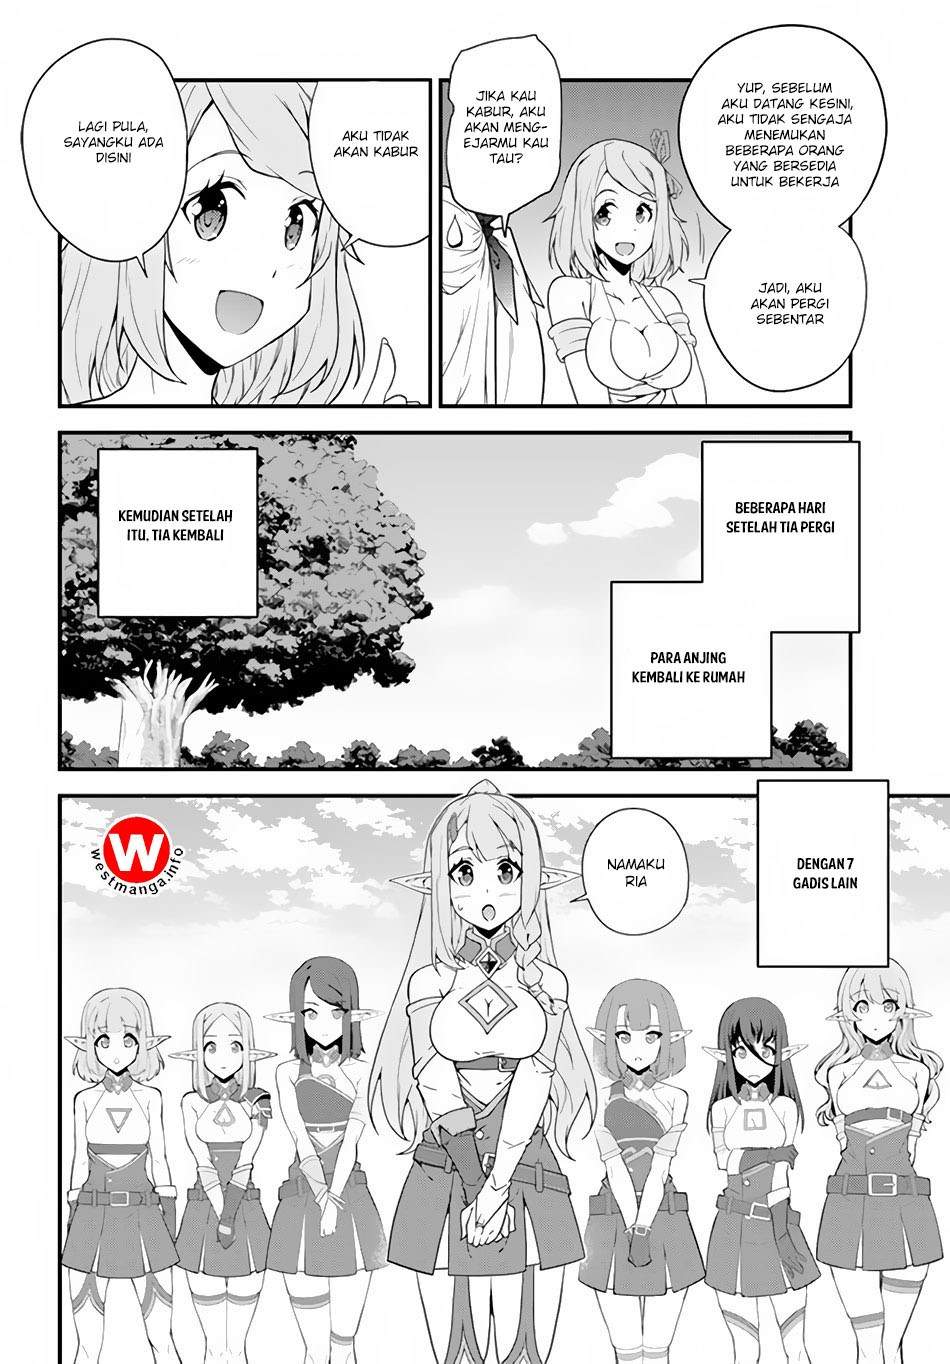 YUP, SEBELUM
AKU DATANG KESINI,
AKU TIDAK SENGAJA
MENEMUKAN
BEBERAPA ORANG
YANG BERSEDIA
UNTUK BEKERJA
JADI, AKU
AKAN PERGI
SEBENTAR
JIKA KAU
KABUR, AKU
AKAN MENG-
EJARMU KAU
TAU?
AKU TIDAK
AKAN KABUR
LAGI PULA,
SAYANGKU ADA
DISINI
BEBERAPA HARI
SETELAH TIA PERGI
PARA ANJING
KEMBALI KE RUMAH
KEMUDIAN SETELAH
ITU. TIA KEMBALI
DENGAN 7
GADIS LAIN
NAMAKU
RIA
W
westmanga.info